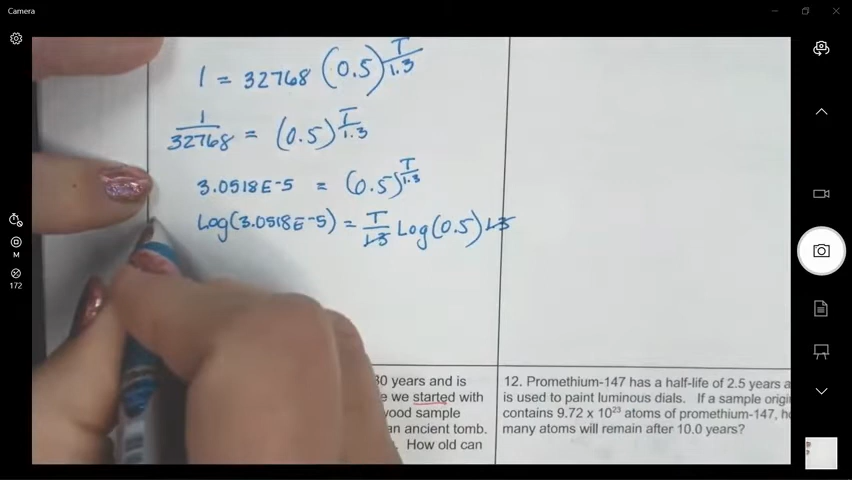 Camera
1 = 32768 (0.5)^T/1.3
1/32768 = (0.5)^T/1.3
3.0518E-5 = (0.5)^T/1.3
Log(3.0518E-5) = T/1.3 Log(0.5) 1.3
M
172
30 years and is
e we started with
ood sample
an ancient tomb.
How old can
12. Promethium-147 has a half-life of 2.5 years a
is used to paint luminous dials. If a sample origi
contains 9.72 x 10^23 atoms of promethium-147, h
many atoms will remain after 10.0 years?